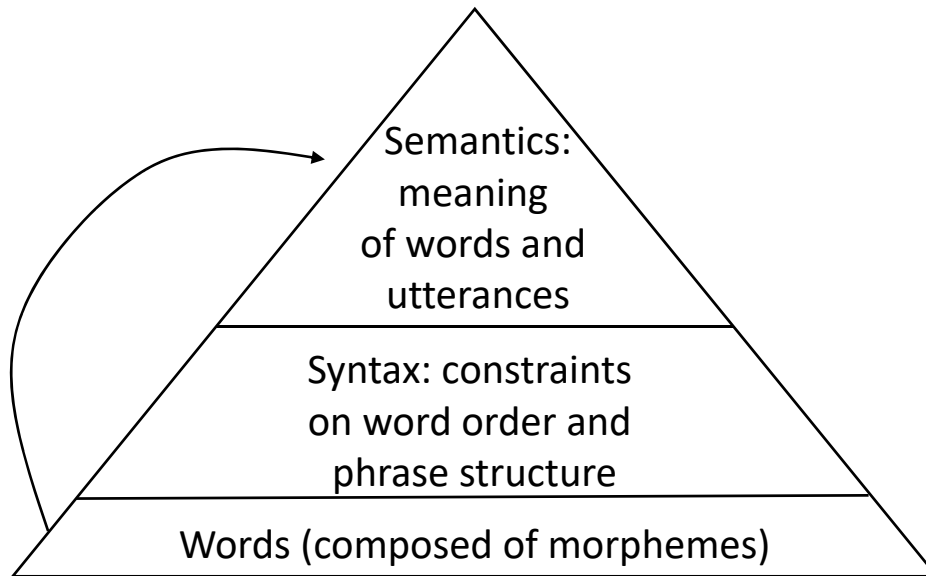 Semantics:
meaning
of words and
utterances
Syntax: constraints
on word order and
phrase structure
Words (composed of morphemes)